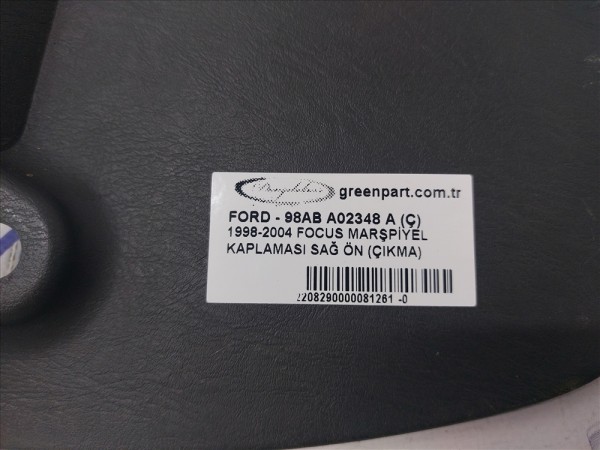 greenpart.com.tr
FORD - 98AB A02348 A (Ç)
1998-2004 FOCUS MARŞPİYEL
KAPLAMASI SAĞ ÖN (ÇIKMA)
2208290000081261 -0